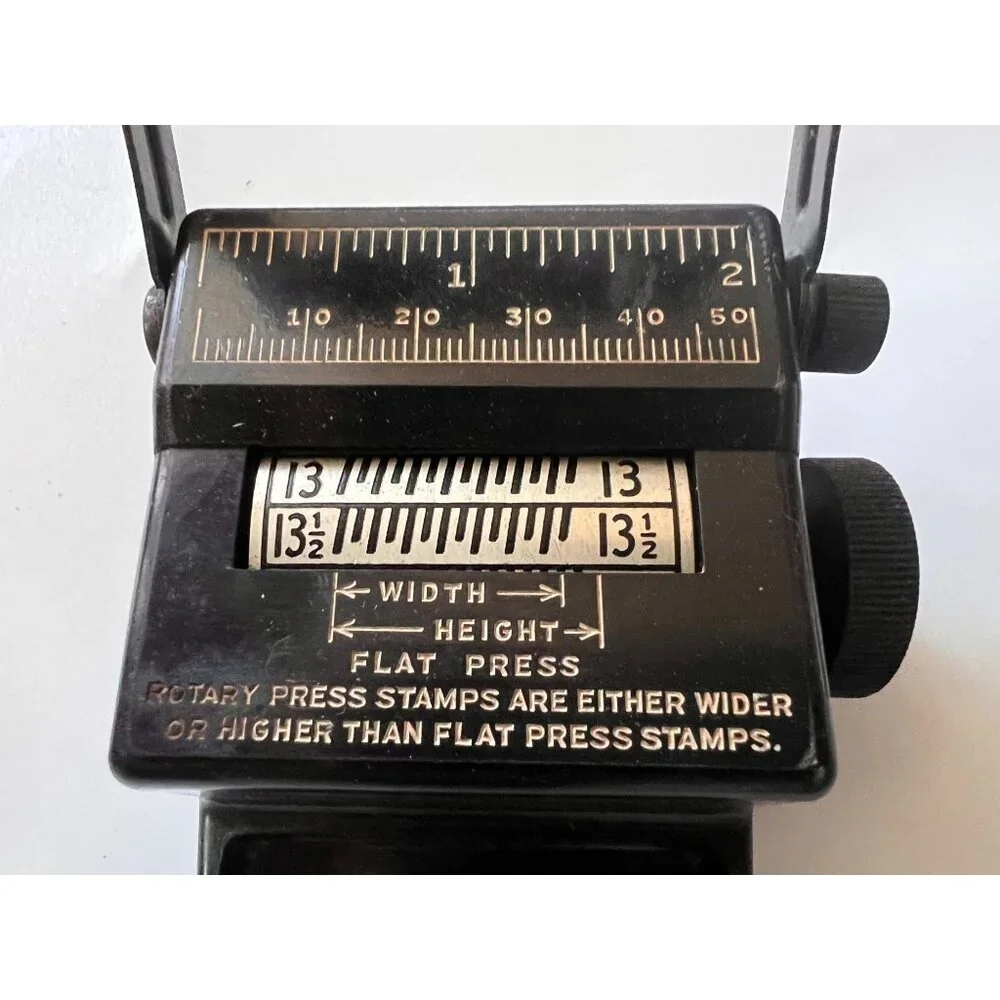 1 2
10 20 30 40 50
13 13
13½ 13½
WIDTH
HEIGHT
FLAT PRESS
ROTARY PRESS STAMPS ARE EITHER WIDER
OR HIGHER THAN FLAT PRESS STAMPS.